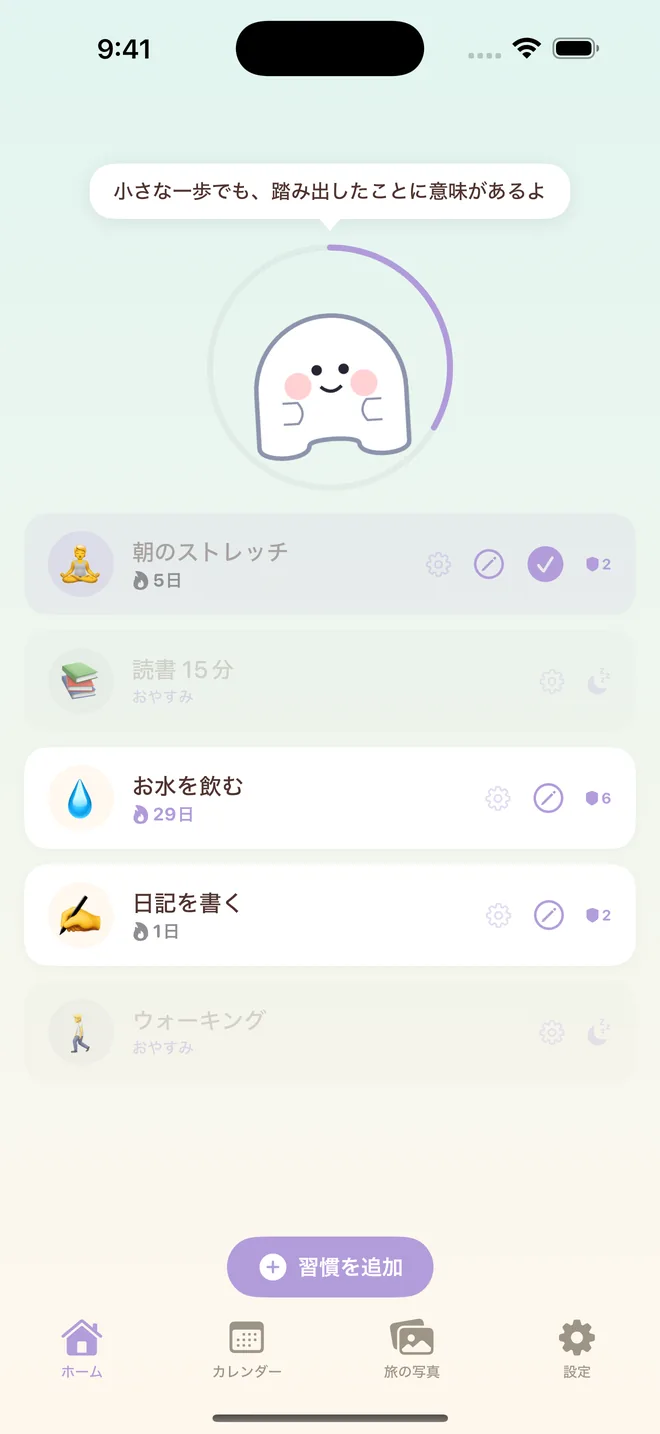 9:41
小さな一歩でも、踏み出したことに意味があるよ
朝のストレッチ
5日
2
読書 15 分
おやすみ
お水を飲む
29日
6
日記を書く
1日
2
ウォーキング
おやすみ
習慣を追加
ホーム
カレンダー
旅の写真
設定